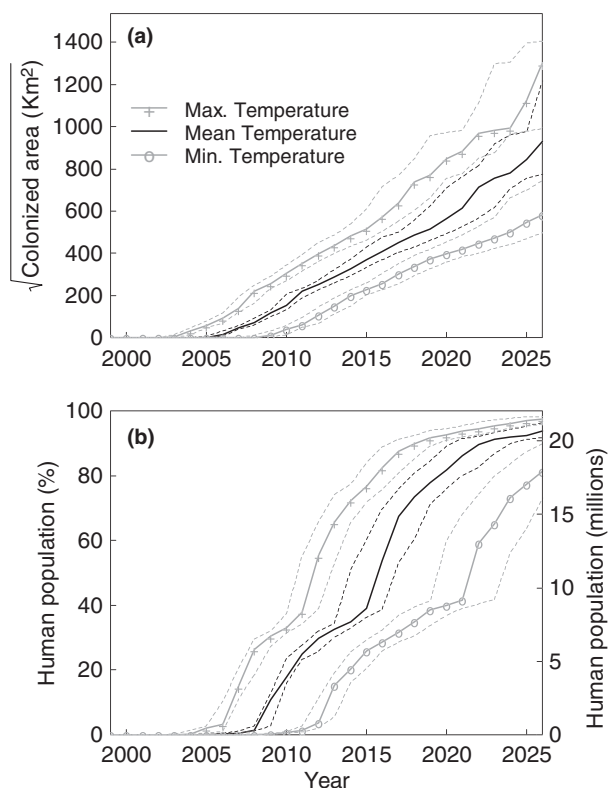 (a)
√Colonized area (Km²)
1400
1200
1000
800
600
400
200
0
Max. Temperature
Mean Temperature
Min. Temperature
2000 2005 2010 2015 2020 2025
(b)
Human population (%)
100
80
60
40
20
0
20
15
10
5
0
Human population (millions)
2000 2005 2010 2015 2020 2025
Year